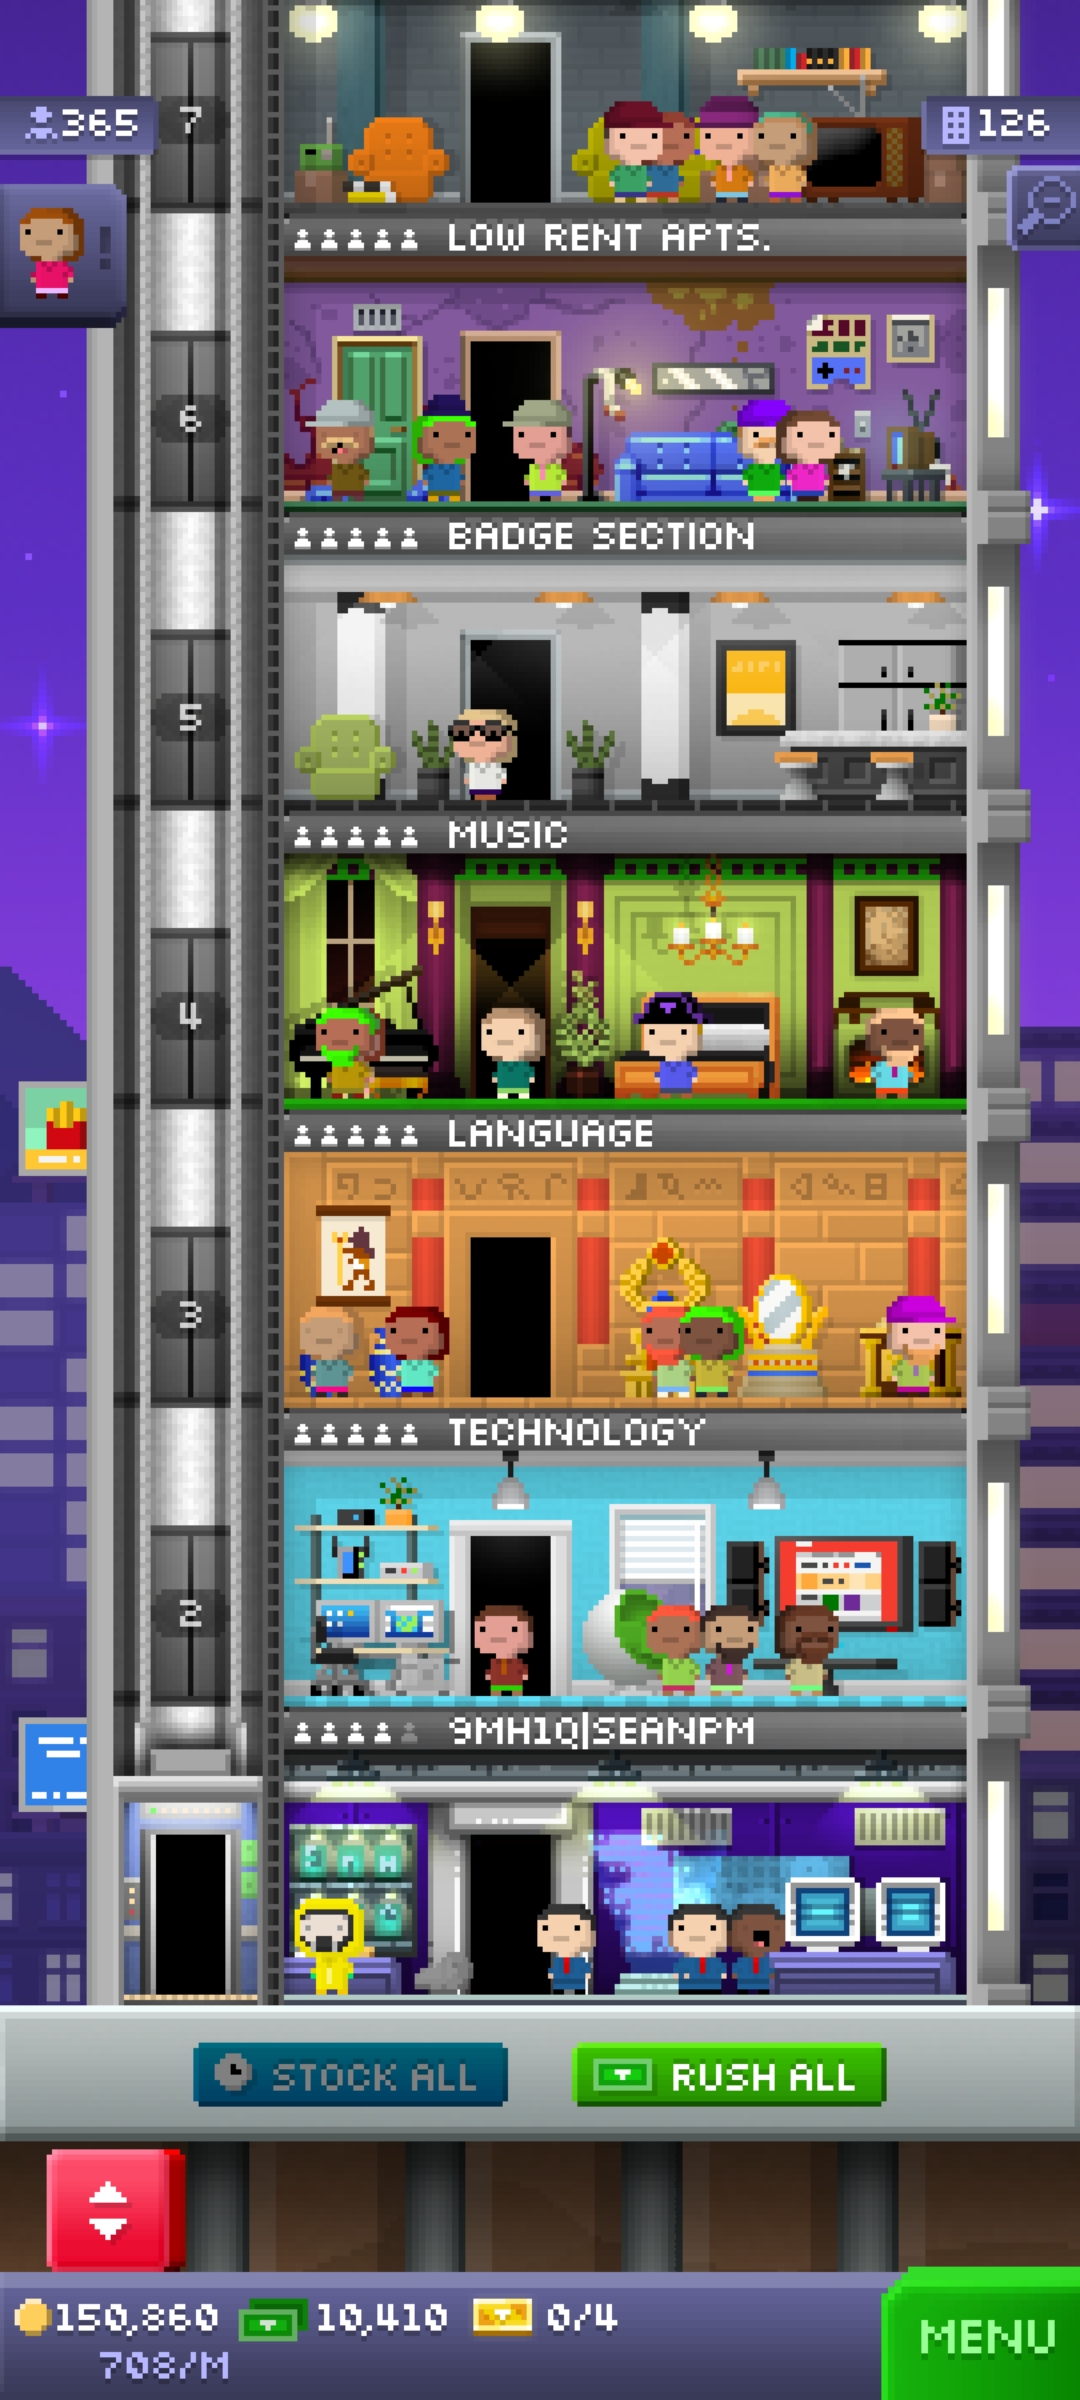 7
365
126
!
LOW RENT APTS.
6
BADGE SECTION
5
MUSIC
4
LANGUAGE
3
TECHNOLOGY
2
9MH1Q|SEANPM
STOCK ALL
RUSH ALL
150,860
10,410
0/4
708/M
MENU